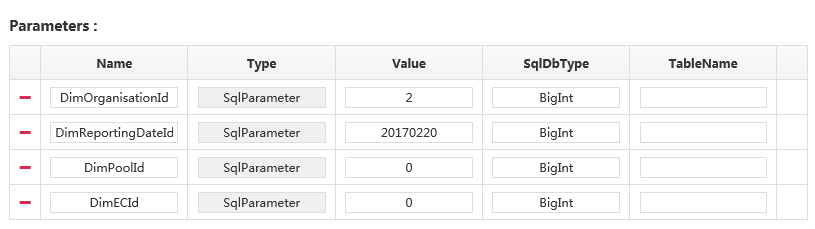 Parameters :
Name Type Value SqlDbType TableName
DimOrganisationId SqlParameter 2 BigInt
DimReportingDateId SqlParameter 20170220 BigInt
DimPoolId SqlParameter 0 BigInt
DimECId SqlParameter 0 BigInt